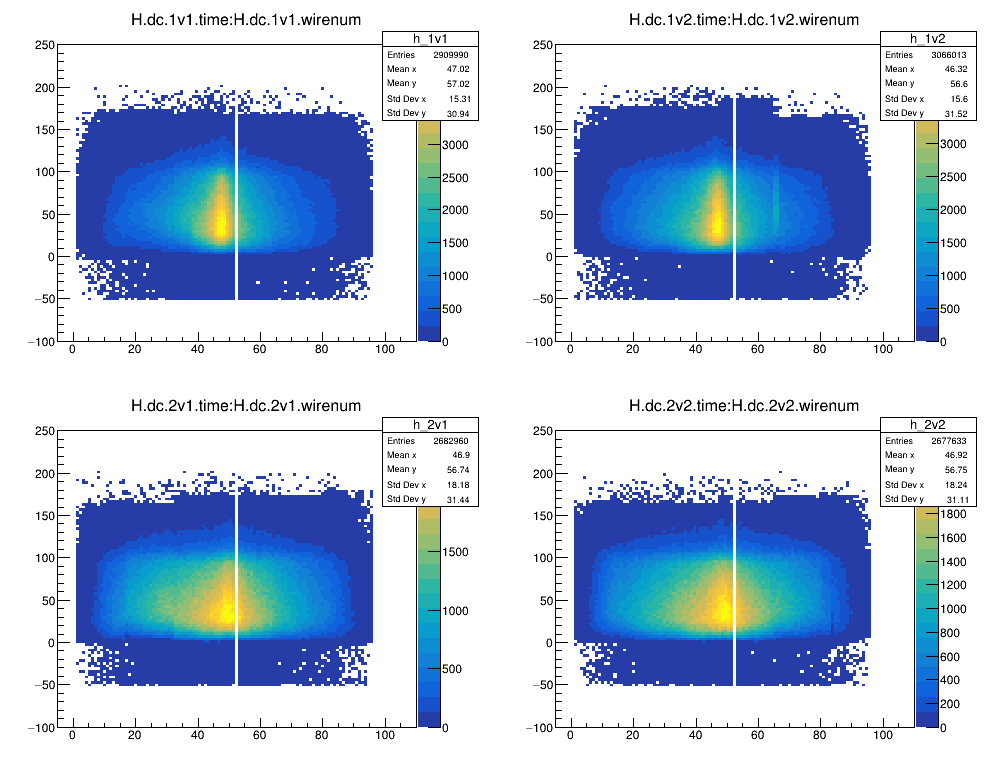 H.dc.1v1.time:H.dc.1v1.wirenum
h_1v1
Entries 2909990
Mean x 47.02
Mean y 57.02
Std Dev x 15.31
Std Dev y 30.94
250
200
150
100
50
0
−50
−100
0 20 40 60 80 100
3000
2500
2000
1500
1000
500
0
H.dc.1v2.time:H.dc.1v2.wirenum
h_1v2
Entries 3066013
Mean x 46.32
Mean y 56.6
Std Dev x 15.6
Std Dev y 31.52
250
200
150
100
50
0
−50
−100
0 20 40 60 80 100
3000
2500
2000
1500
1000
500
0
H.dc.2v1.time:H.dc.2v1.wirenum
h_2v1
Entries 2682960
Mean x 46.9
Mean y 56.74
Std Dev x 18.18
Std Dev y 31.44
250
200
150
100
50
0
−50
−100
0 20 40 60 80 100
1500
1000
500
0
H.dc.2v2.time:H.dc.2v2.wirenum
h_2v2
Entries 2677633
Mean x 46.92
Mean y 56.75
Std Dev x 18.24
Std Dev y 31.11
250
200
150
100
50
0
−50
−100
0 20 40 60 80 100
1800
1600
1400
1200
1000
800
600
400
200
0